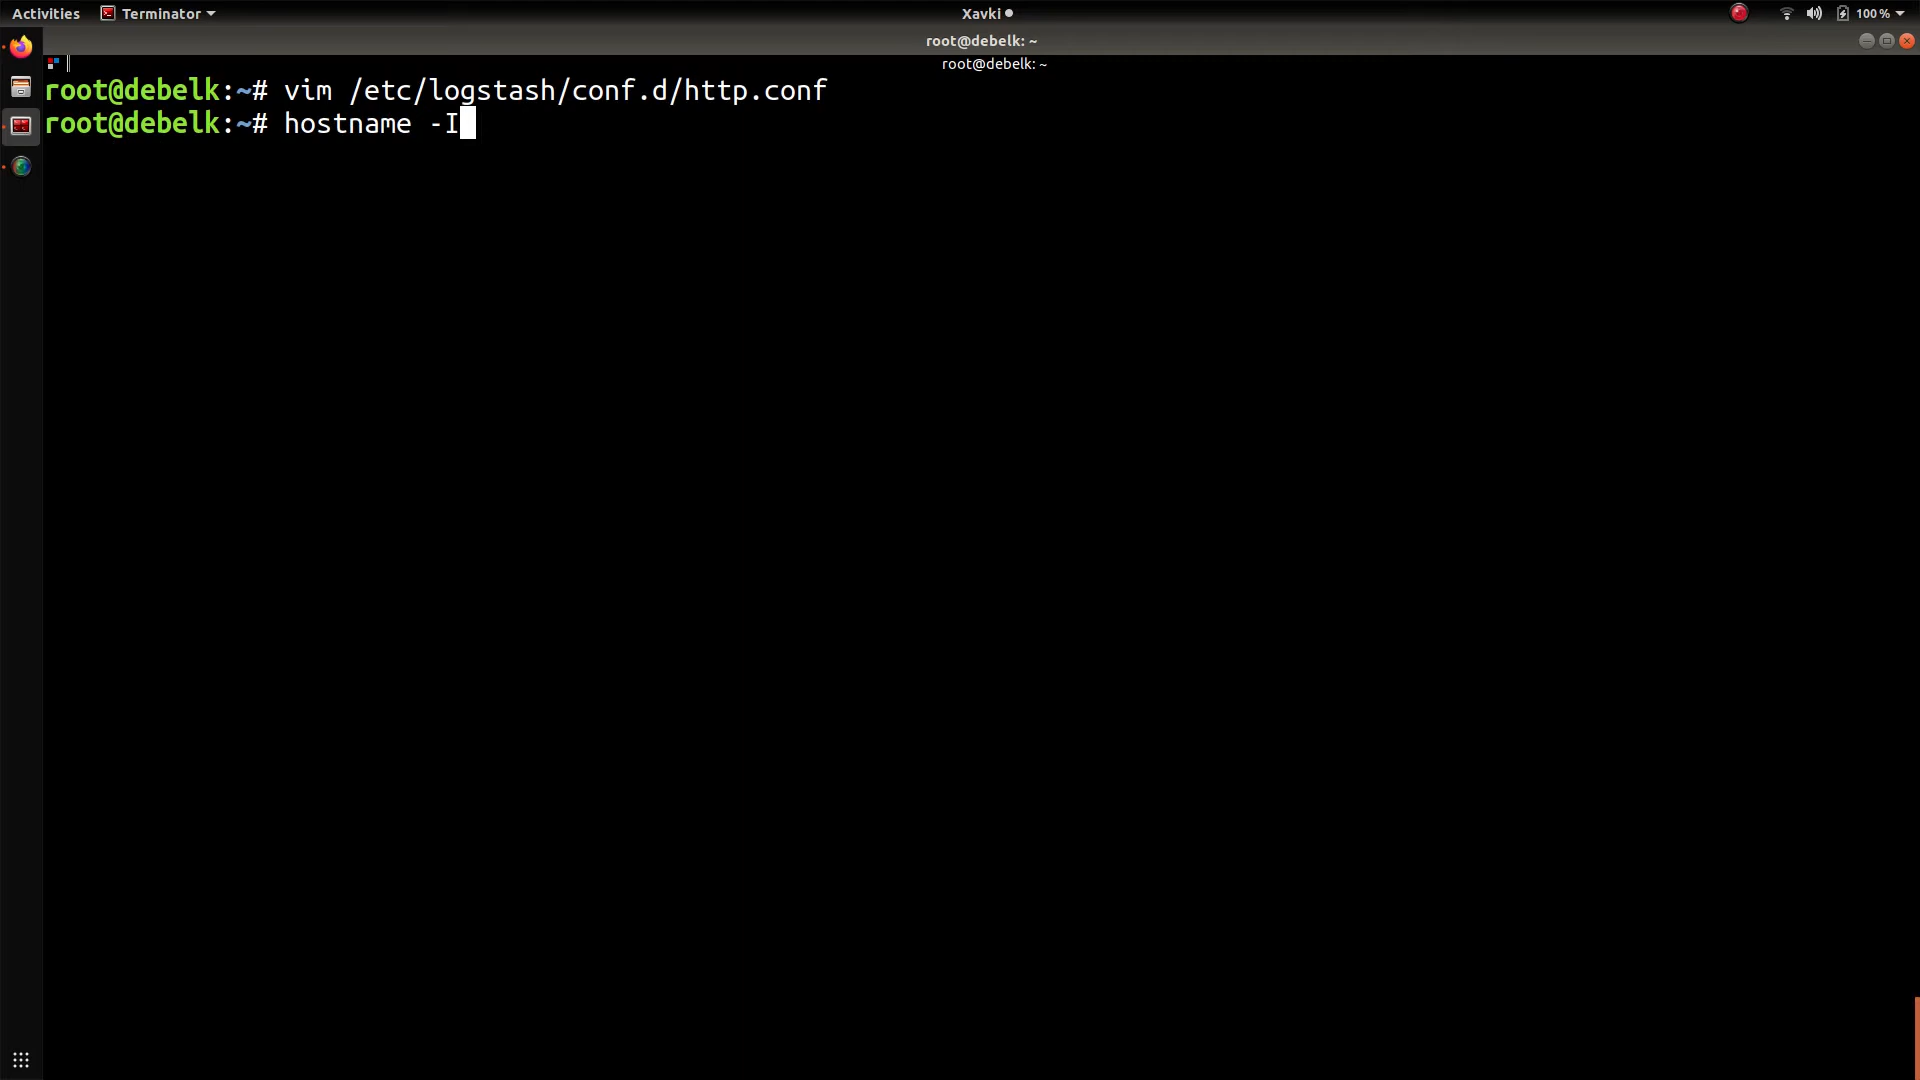 Activities Terminator Xavki 100%
root@debelk: ~
root@debelk: ~
root@debelk:~# vim /etc/logstash/conf.d/http.conf
root@debelk:~# hostname -I